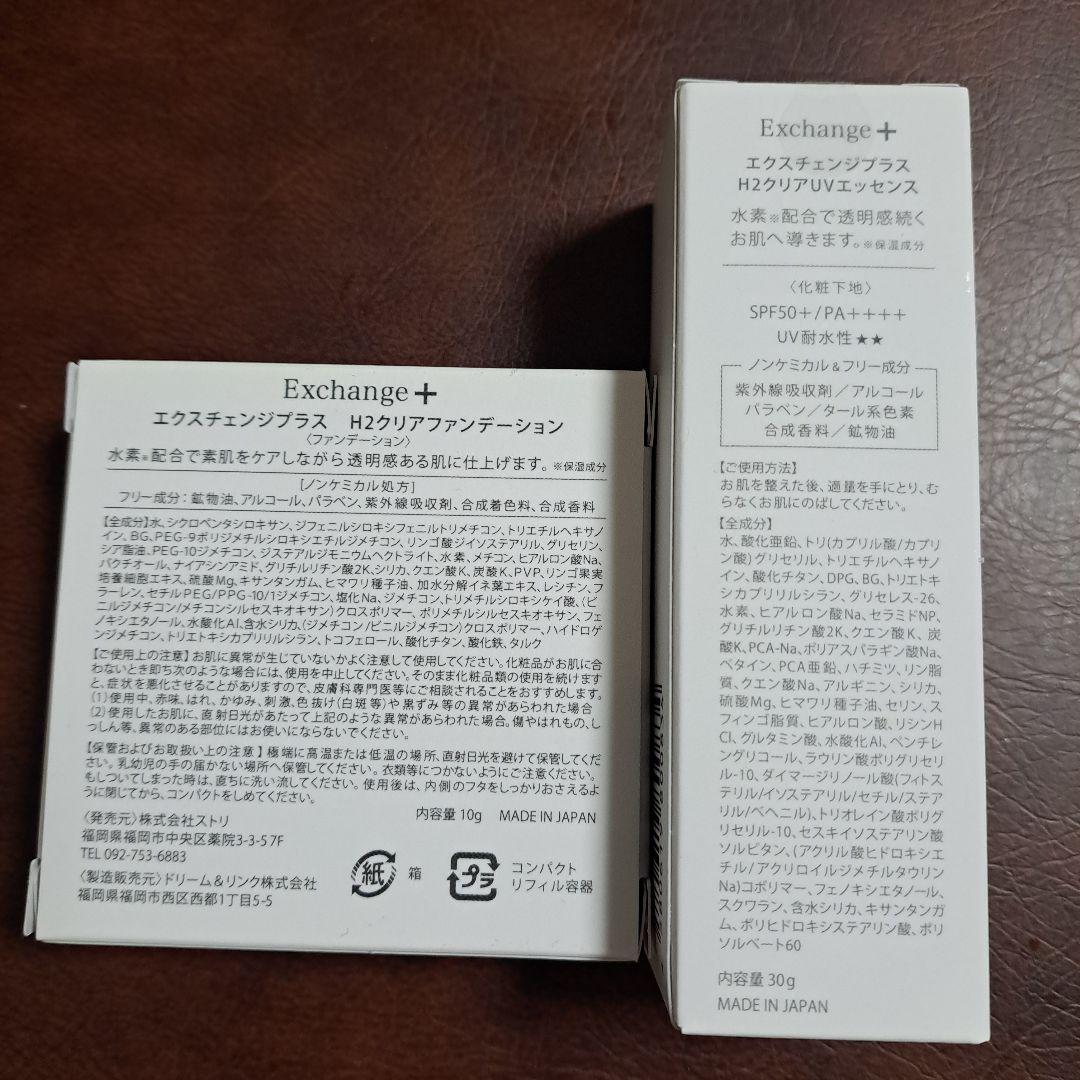 Exchange＋
エクスチェンジプラス　H2クリアファンデーション
〈ファンデーション〉
水素※配合で素肌をケアしながら透明感ある肌に仕上げます。※保湿成分
[ノンケミカル処方]
フリー成分：鉱物油、アルコール、パラベン、紫外線吸収剤、合成着色料、合成香料
【全成分】水、シクロペンタシロキサン、ジフェニルシロキシフェニルトリメチコン、トリエチルヘキサノ
イン、BG、PEG-9ポリジメチルシロキシエチルジメチコン、リンゴ酸ジイソステアリル、グリセリン、
シア脂油、PEG-10ジメチコン、ジステアルジモニウムヘクトライト、水素、メチコン、ヒアルロン酸Na、
バクチオール、ナイアシンアミド、グリチルリチン酸2K、シリカ、クエン酸K、炭酸K、PVP、リンゴ果実
培養細胞エキス、硫酸Mg、キサンタンガム、ヒマワリ種子油、加水分解イネ葉エキス、レシチン、フ
ラーレン、セチルPEG/PPG-10/1ジメチコン、塩化Na、ジメチコン、トリメチルシロキシケイ酸、（ビ
ニルジメチコン/メチコンシルセスキオキサン）クロスポリマー、ポリメチルシルセスキオキサン、フェ
ノキシエタノール、水酸化Al、含水シリカ、（ジメチコン/ビニルジメチコン）クロスポリマー、ハイドロゲ
ンジメチコン、トリエトキシカプリリルシラン、トコフェロール、酸化チタン、酸化鉄、タルク
【ご使用上の注意】お肌に異常が生じていないかよく注意して使用してください。化粧品がお肌に合
わないとき即ち次のような場合には、使用を中止してください。そのまま化粧品類の使用を続けます
と、症状を悪化させることがありますので、皮膚科専門医等にご相談されることをおすすめします。
(1)使用中、赤味、はれ、かゆみ、刺激、色抜け(白斑等)や黒ずみ等の異常があらわれた場合
(2)使用したお肌に、直射日光があたって上記のような異常があらわれた場合。傷やはれもの、し
っしん等、異常のある部位にはお使いにならないでください。
【保管およびお取扱い上の注意】極端に高温または低温の場所、直射日光を避けて保管してくだ
さい。乳幼児の手の届かない場所へ保管してください。衣類等につかないようにご注意ください。
もしついてしまった時は、直ちに洗い流してください。使用後は、内側のフタをしっかりおさえるよ
うに閉じてから、コンパクトをしめてください。
〈発売元〉株式会社ストリ
福岡県福岡市中央区薬院3-3-57F
TEL 092-753-6883
〈製造販売元〉ドリーム＆リンク株式会社
福岡県福岡市西区西都1丁目5-5
内容量 10g　MADE IN JAPAN
紙 箱
プラ コンパクト
リフィル容器
Exchange＋
エクスチェンジプラス
H2クリアUVエッセンス
水素※配合で透明感続く
お肌へ導きます。※保湿成分
〈化粧下地〉
SPF50＋/PA＋＋＋＋
UV耐水性★★
ノンケミカル＆フリー成分
紫外線吸収剤／アルコール
パラベン／タール系色素
合成香料／鉱物油
【ご使用方法】
お肌を整えた後、適量を手にとり、む
らなくお肌にのばしてください。
【全成分】
水、酸化亜鉛、トリ(カプリル酸/カプリ
ン酸)グリセリル、トリエチルヘキサノ
イン、酸化チタン、DPG、BG、トリエトキ
シカプリリルシラン、グリセレス-26、
水素、ヒアルロン酸Na、セラミドNP、
グリチルリチン酸2K、クエン酸K、炭
酸K、PCA-Na、ポリアスパラギン酸Na、
ベタイン、PCA亜鉛、ハチミツ、リン脂
質、クエン酸Na、アルギニン、シリカ、
硫酸Mg、ヒマワリ種子油、セリン、ス
フィンゴ脂質、ヒアルロン酸、リシンH
Cl、グルタミン酸、水酸化Al、ペンチレ
ングリコール、ラウリン酸ポリグリセ
リル-10、ダイマージリノール酸(フィトス
テリル/イソステアリル/セチル/ステア
リル/ベヘニル)、トリオレイン酸ポリグ
リセリル-10、セスキイソステアリン酸
ソルビタン、(アクリル酸ヒドロキシエ
チル/アクリロイルジメチルタウリン
Na)コポリマー、フェノキシエタノール、
スクワラン、含水シリカ、キサンタンガ
ム、ポリヒドロキシステアリン酸、ポリ
ソルベート60
内容量 30g
MADE IN JAPAN